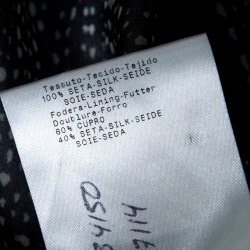 Tessuto-Tecido-Tejido
100% SETA-SILK-SEIDE
SOIE-SEDA
Fodera-Lining-Futter
Doublure-Forro
60% CUPRO
40% SETA-SILK-SEIDE
SOIE-SEDA
34150